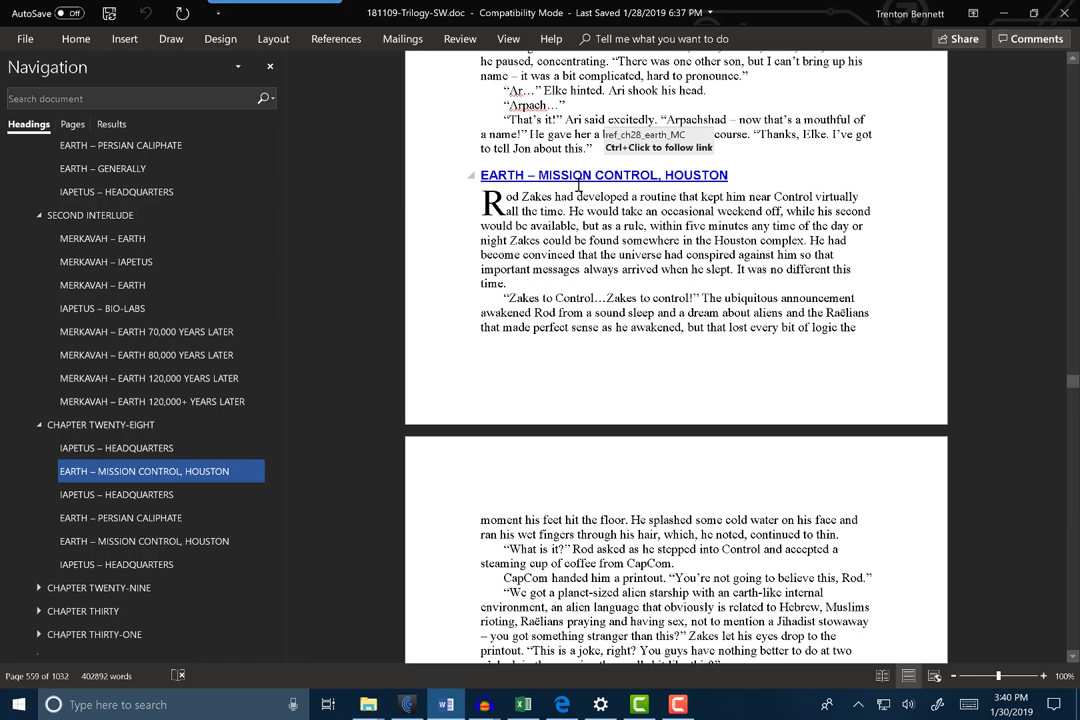 AutoSave Off
181109-Trilogy-SW.doc - Compatibility Mode - Last Saved 1/28/2019 6:37 PM
Trenton Bennett
File Home Insert Draw Design Layout References Mailings Review View Help Tell me what you want to do Share Comments
Navigation
Search document
Headings Pages Results
EARTH – PERSIAN CALIPHATE
EARTH – GENERALLY
IAPETUS – HEADQUARTERS
SECOND INTERLUDE
MERKAVAH – EARTH
MERKAVAH – IAPETUS
MERKAVAH – EARTH
IAPETUS – BIO-LABS
MERKAVAH – EARTH 70,000 YEARS LATER
MERKAVAH – EARTH 80,000 YEARS LATER
MERKAVAH – EARTH 120,000 YEARS LATER
MERKAVAH – EARTH 120,000+ YEARS LATER
CHAPTER TWENTY-EIGHT
IAPETUS – HEADQUARTERS
EARTH – MISSION CONTROL, HOUSTON
IAPETUS – HEADQUARTERS
EARTH – PERSIAN CALIPHATE
EARTH – MISSION CONTROL, HOUSTON
IAPETUS – HEADQUARTERS
CHAPTER TWENTY-NINE
CHAPTER THIRTY
CHAPTER THIRTY-ONE
he paused, concentrating. “There was one other son, but I can’t bring up his
name – it was a bit complicated, hard to pronounce.”
“Ar…” Elke hinted. Ari shook his head.
“Arpach…”
“That’s it!” Ari said excitedly. “Arpachshad – now that’s a mouthful of
a name!” He gave her a course. “Thanks, Elke. I’ve got
to tell Jon about this.”
ref_ch28_earth_MC
Ctrl+Click to follow link
EARTH – MISSION CONTROL, HOUSTON
Rod Zakes had developed a routine that kept him near Control virtually
all the time. He would take an occasional weekend off, while his second
would be available, but as a rule, within five minutes any time of the day or
night Zakes could be found somewhere in the Houston complex. He had
become convinced that the universe had conspired against him so that
important messages always arrived when he slept. It was no different this
time.
“Zakes to Control…Zakes to control!” The ubiquitous announcement
awakened Rod from a sound sleep and a dream about aliens and the Raëlians
that made perfect sense as he awakened, but that lost every bit of logic the
moment his feet hit the floor. He splashed some cold water on his face and
ran his wet fingers through his hair, which, he noted, continued to thin.
“What is it?” Rod asked as he stepped into Control and accepted a
steaming cup of coffee from CapCom.
CapCom handed him a printout. “You’re not going to believe this, Rod.”
“We got a planet-sized alien starship with an earth-like internal
environment, an alien language that obviously is related to Hebrew, Muslims
rioting, Raëlians praying and having sex, not to mention a Jihadist stowaway
– you got something stranger than this?” Zakes let his eyes drop to the
printout. “This is a joke, right? You guys have nothing better to do at two
Page 559 of 1032 402892 words
100%
Type here to search
3:40 PM
1/30/2019